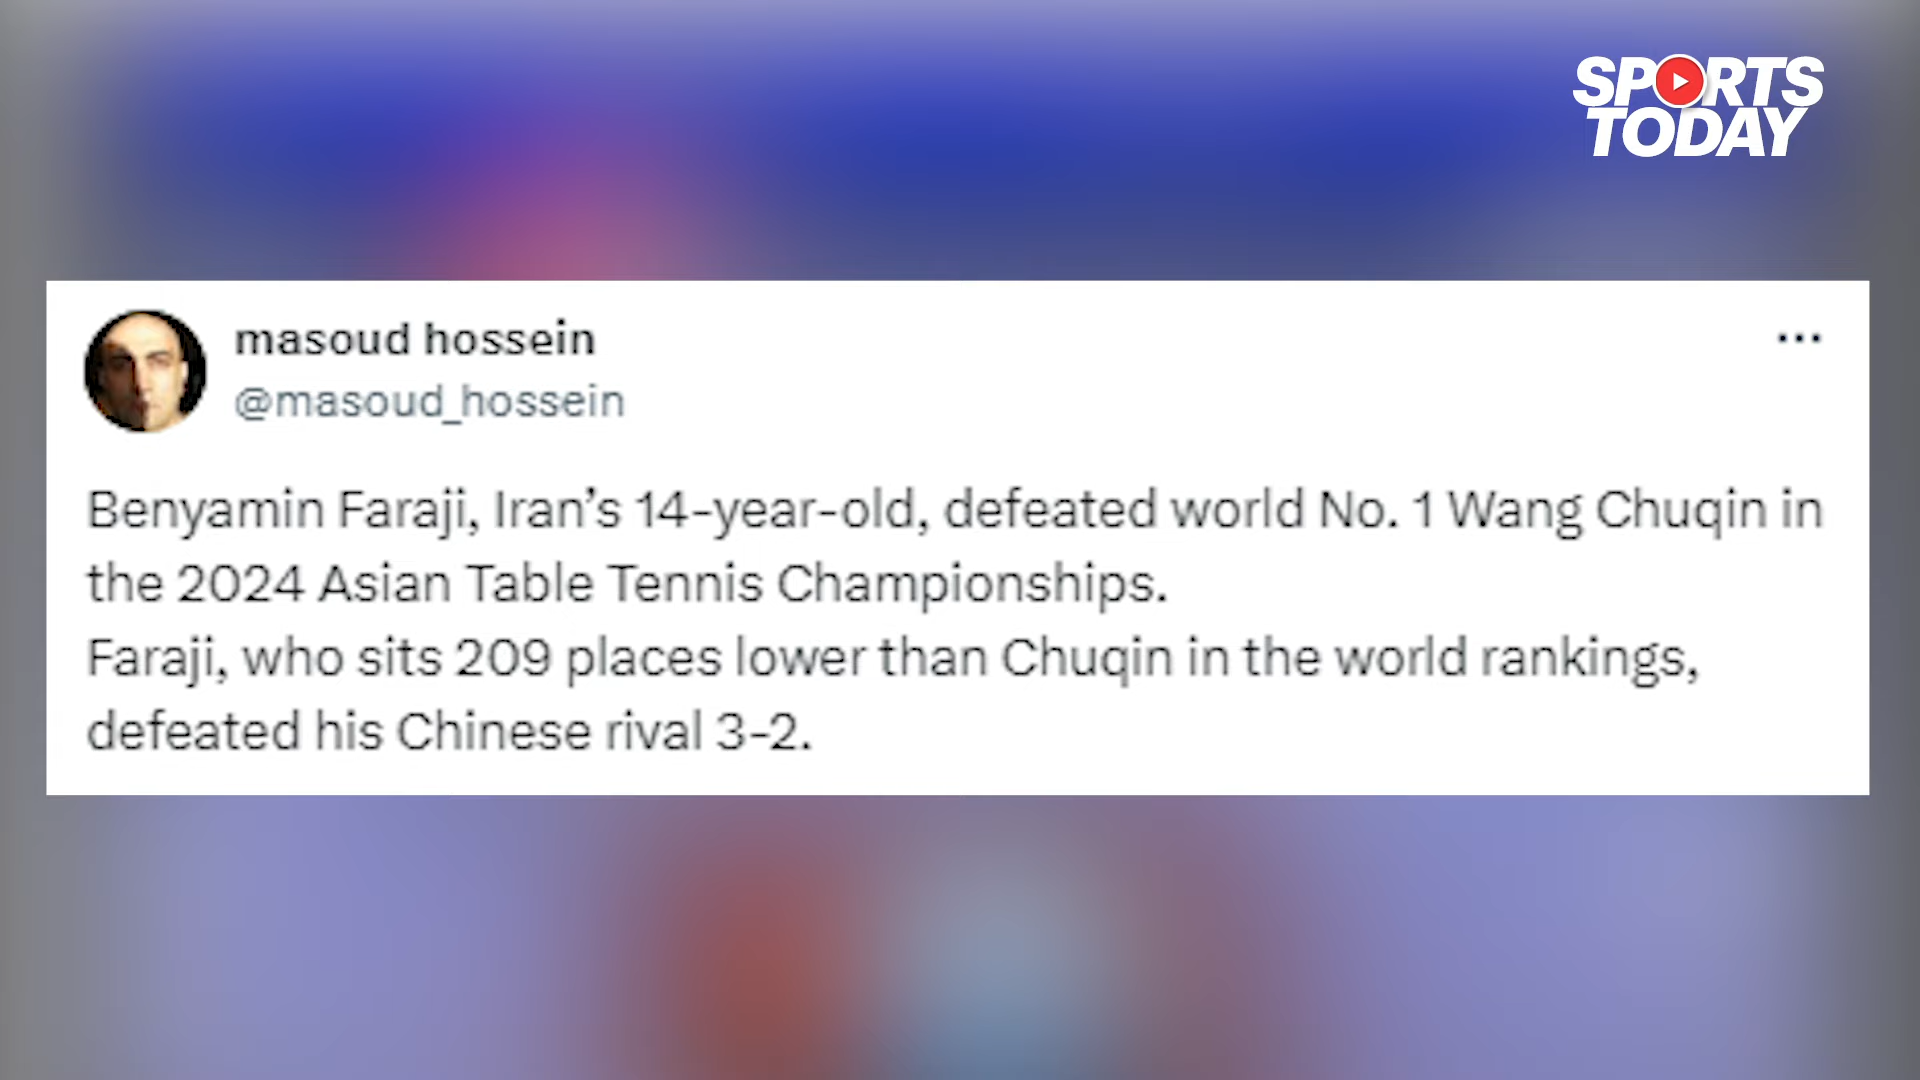 SPORTS
TODAY
masoud hossein
@masoud_hossein
Benyamin Faraji, Iran’s 14-year-old, defeated world No. 1 Wang Chuqin in
the 2024 Asian Table Tennis Championships.
Faraji, who sits 209 places lower than Chuqin in the world rankings,
defeated his Chinese rival 3-2.